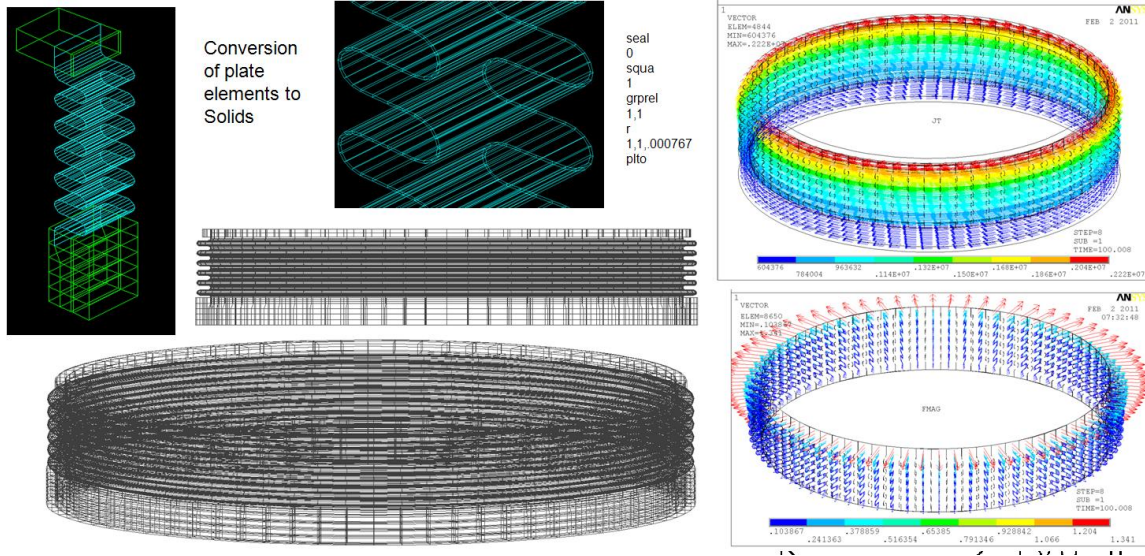 Conversion
of plate
elements to
Solids
seal
0
squa
1
grprel
1,1
r
1,1,.000767
plto
1
VECTOR
ELEM=4844
MIN=604376
AN
FEB 2 2011
JT
STEP=8
SUB =1
TIME=100.008
604376
784004
963632
.114E+07
.132E+07
.150E+07
.168E+07
.186E+07
.204E+07
.222E+07
1
VECTOR
ELEM=8650
AN
FEB 2 2011
07:32:48
FMAG
STEP=8
SUB =1
TIME=100.008
.103867
.241363
.378859
.516354
.65385
.791346
.928842
1.066
1.204
1.341